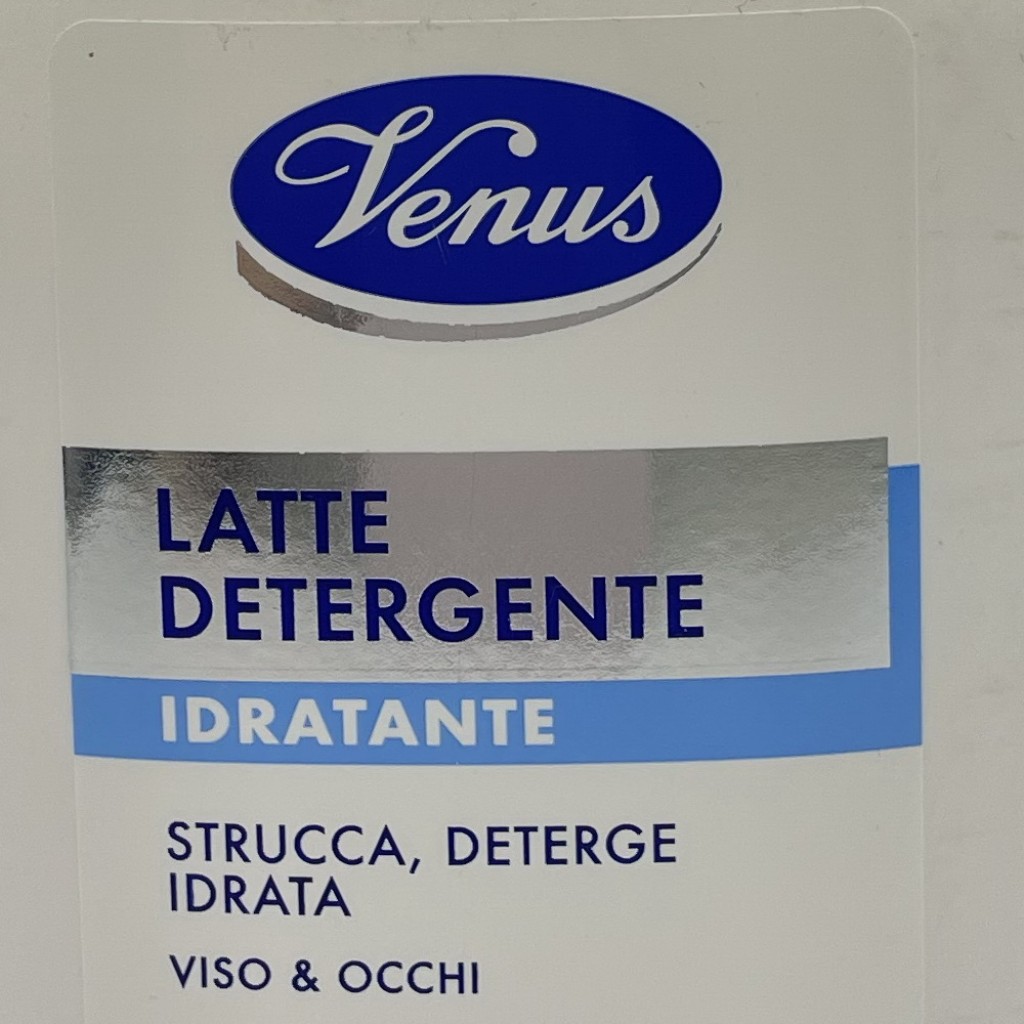 Venus
LATTE
DETERGENTE
IDRATANTE
STRUCCA, DETERGE
IDRATA
VISO & OCCHI